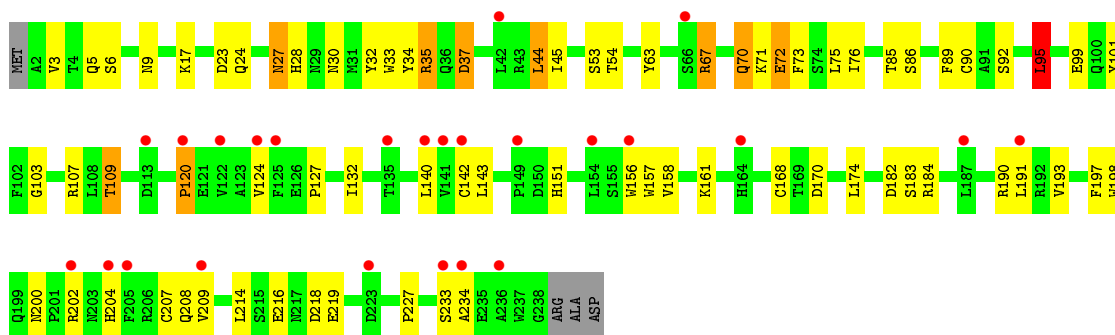 MET A2 V3 T4 Q5 S6 N9 K17 D23 Q24 N27 H28 N29 N30 M31 Y32 W33 Y34 R35 Q36 D37 L42 R43 L44 I45 S53 T54 Y63 S66 R67 Q70 K71 E72 F73 S74 L75 I76 T85 S86 F89 C90 A91 S92 L95 E99 Q100 Y101
F102 G103 R107 L108 T109 D113 P120 E121 V122 A123 V124 F125 E126 P127 I132 T135 L140 V141 C142 L143 P149 D150 H151 L154 S155 W156 W157 V158 K161 H164 C168 T169 D170 L174 D182 S183 R184 L187 R190 L191 R192 V193 F197 W198
Q199 N200 P201 R202 N203 H204 F205 R206 C207 Q208 V209 L214 S215 E216 N217 D218 E219 D223 P227 S233 A234 E235 A236 W237 G238 ARG ALA ASP